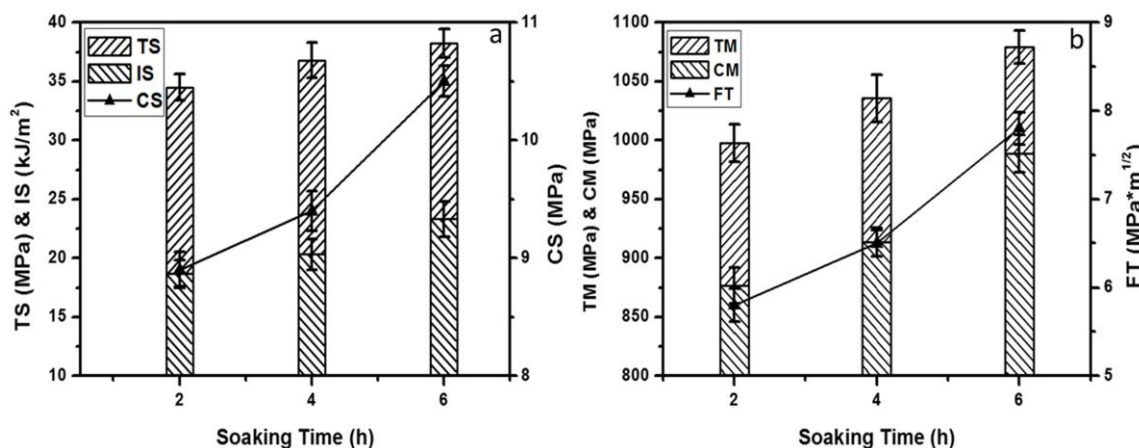 a
TS
IS
CS
40
35
30
25
20
15
10
11
10
9
8
2
4
6
TS (MPa) & IS (kJ/m²)
CS (MPa)
Soaking Time (h)
b
TM
CM
FT
1100
1050
1000
950
900
850
800
9
8
7
6
5
2
4
6
TM (MPa) & CM (MPa)
FT (MPa*m^1/2)
Soaking Time (h)